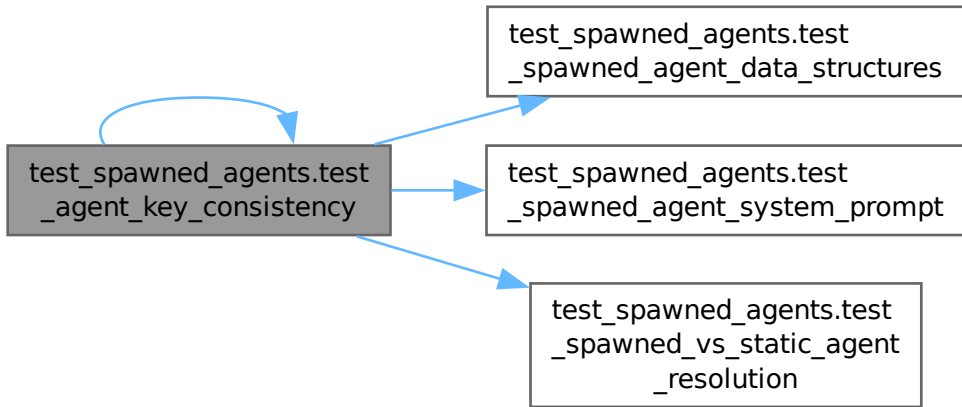 test_spawned_agents.test
_agent_key_consistency
test_spawned_agents.test
_spawned_agent_data_structures
test_spawned_agents.test
_spawned_agent_system_prompt
test_spawned_agents.test
_spawned_vs_static_agent
_resolution